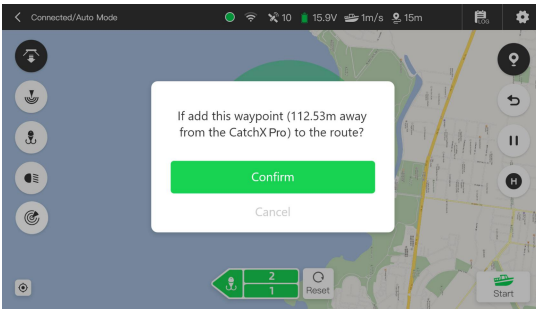 Connected/Auto Mode
10
15.9V
1m/s
15m
LOG
If add this waypoint (112.53m away
from the CatchX Pro) to the route?
Confirm
Cancel
H
2
1
Reset
Start